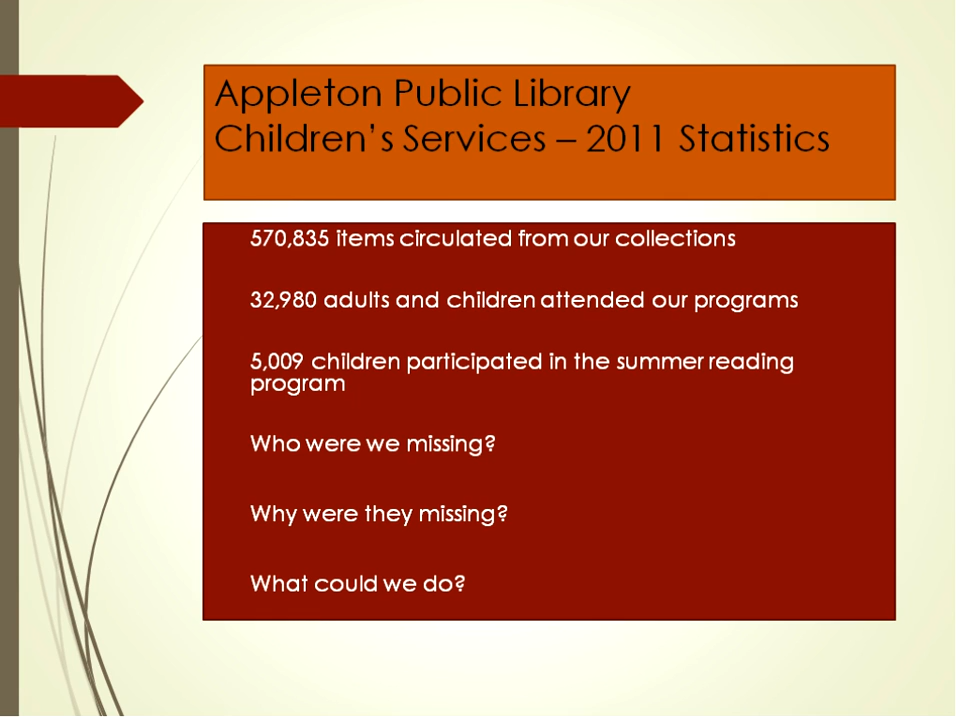 Appleton Public Library
Children's Services – 2011 Statistics
570,835 items circulated from our collections
32,980 adults and children attended our programs
5,009 children participated in the summer reading
program
Who were we missing?
Why were they missing?
What could we do?